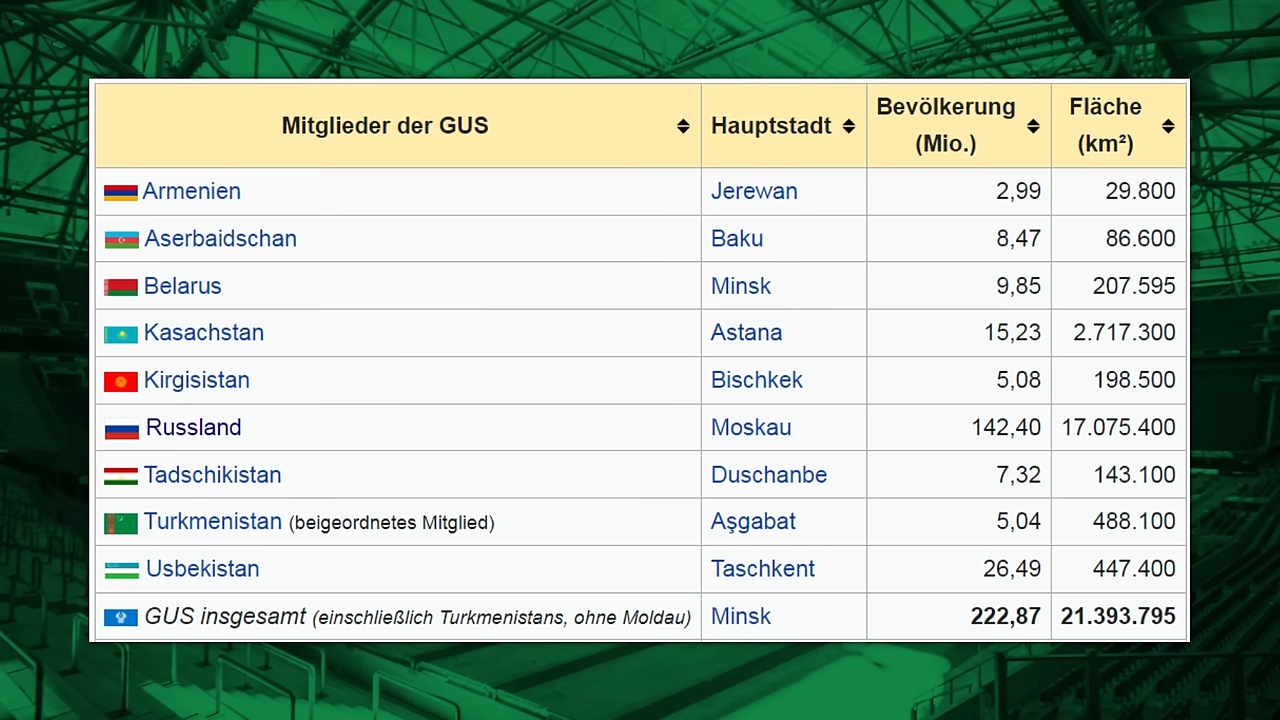 Mitglieder der GUS Hauptstadt Bevölkerung (Mio.) Fläche (km²)
Armenien Jerewan 2,99 29.800
Aserbaidschan Baku 8,47 86.600
Belarus Minsk 9,85 207.595
Kasachstan Astana 15,23 2.717.300
Kirgisistan Bischkek 5,08 198.500
Russland Moskau 142,40 17.075.400
Tadschikistan Duschanbe 7,32 143.100
Turkmenistan (beigeordnetes Mitglied) Aşgabat 5,04 488.100
Usbekistan Taschkent 26,49 447.400
GUS insgesamt (einschließlich Turkmenistans, ohne Moldau) Minsk 222,87 21.393.795